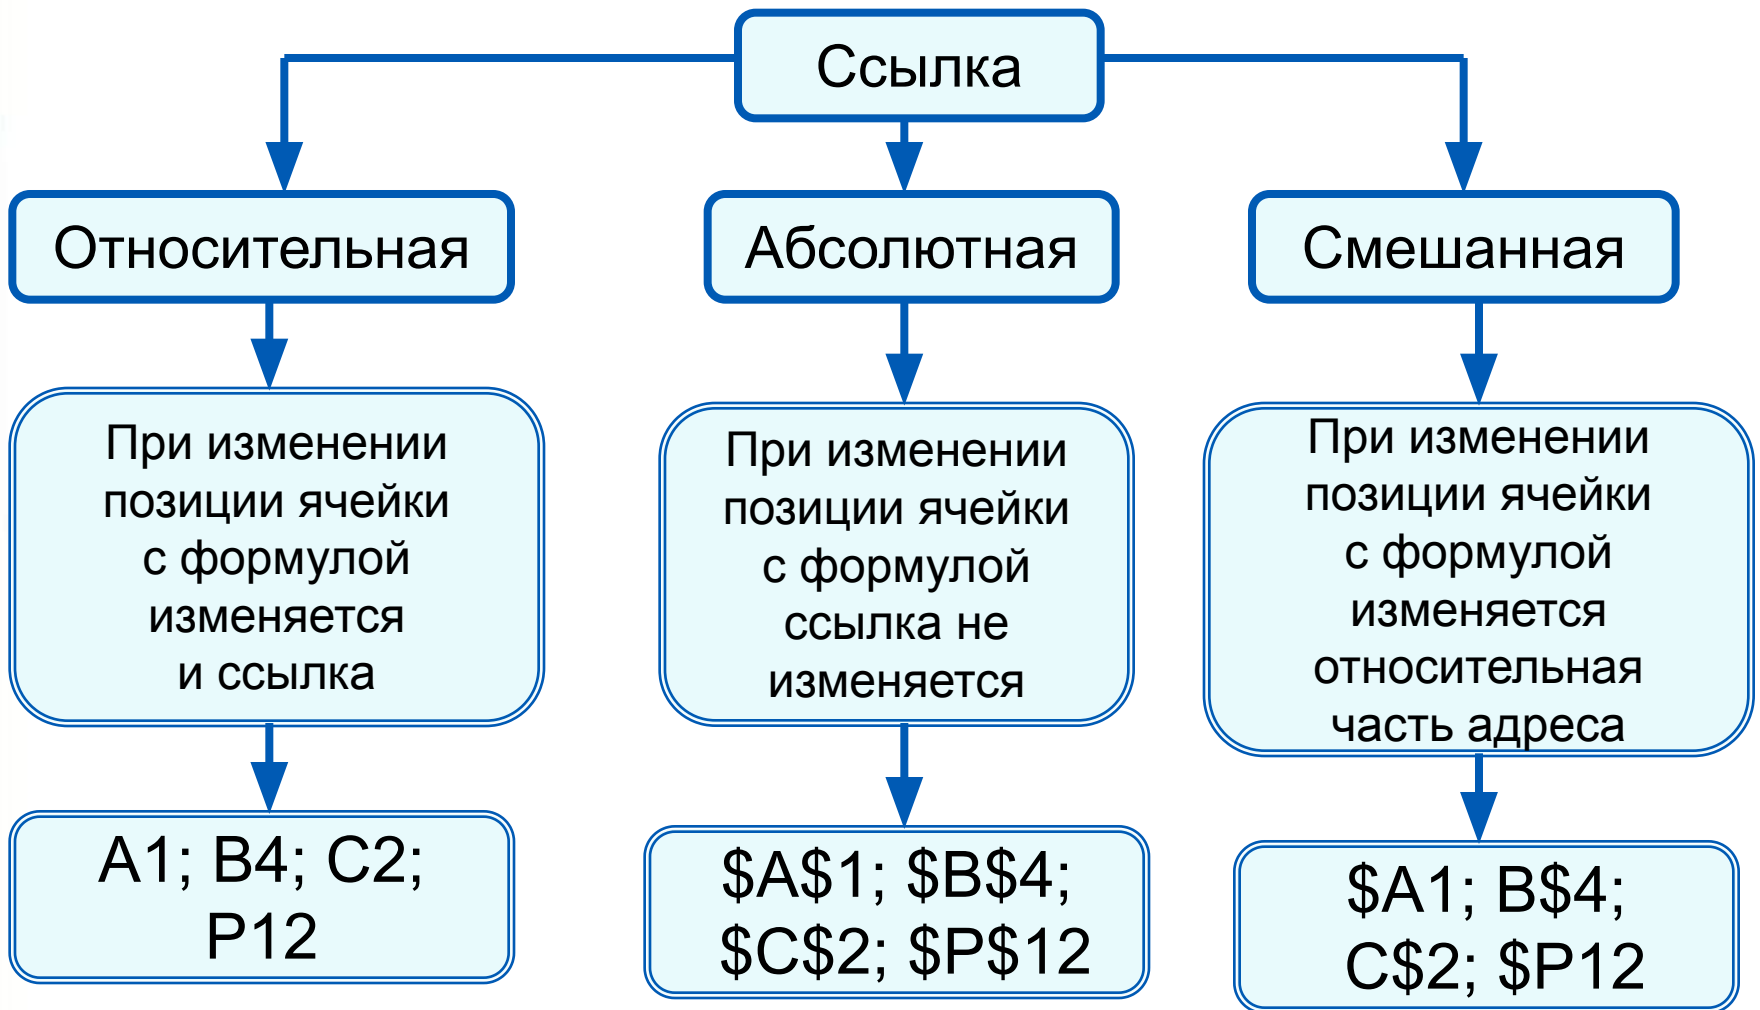 Ссылка
Относительная
Абсолютная
Смешанная
При изменении
позиции ячейки
с формулой
изменяется
и ссылка
При изменении
позиции ячейки
с формулой
ссылка не
изменяется
При изменении
позиции ячейки
с формулой
изменяется
относительная
часть адреса
A1; B4; C2;
P12
$A$1; $B$4;
$C$2; $P$12
$A1; B$4;
C$2; $P12